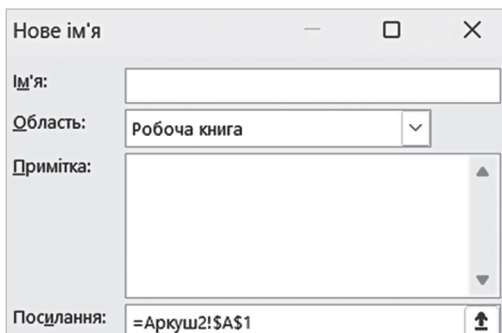 Нове ім'я
Ім'я:
Область: Робоча книга
Примітка:
Посилання: =Аркуш2!$A$1